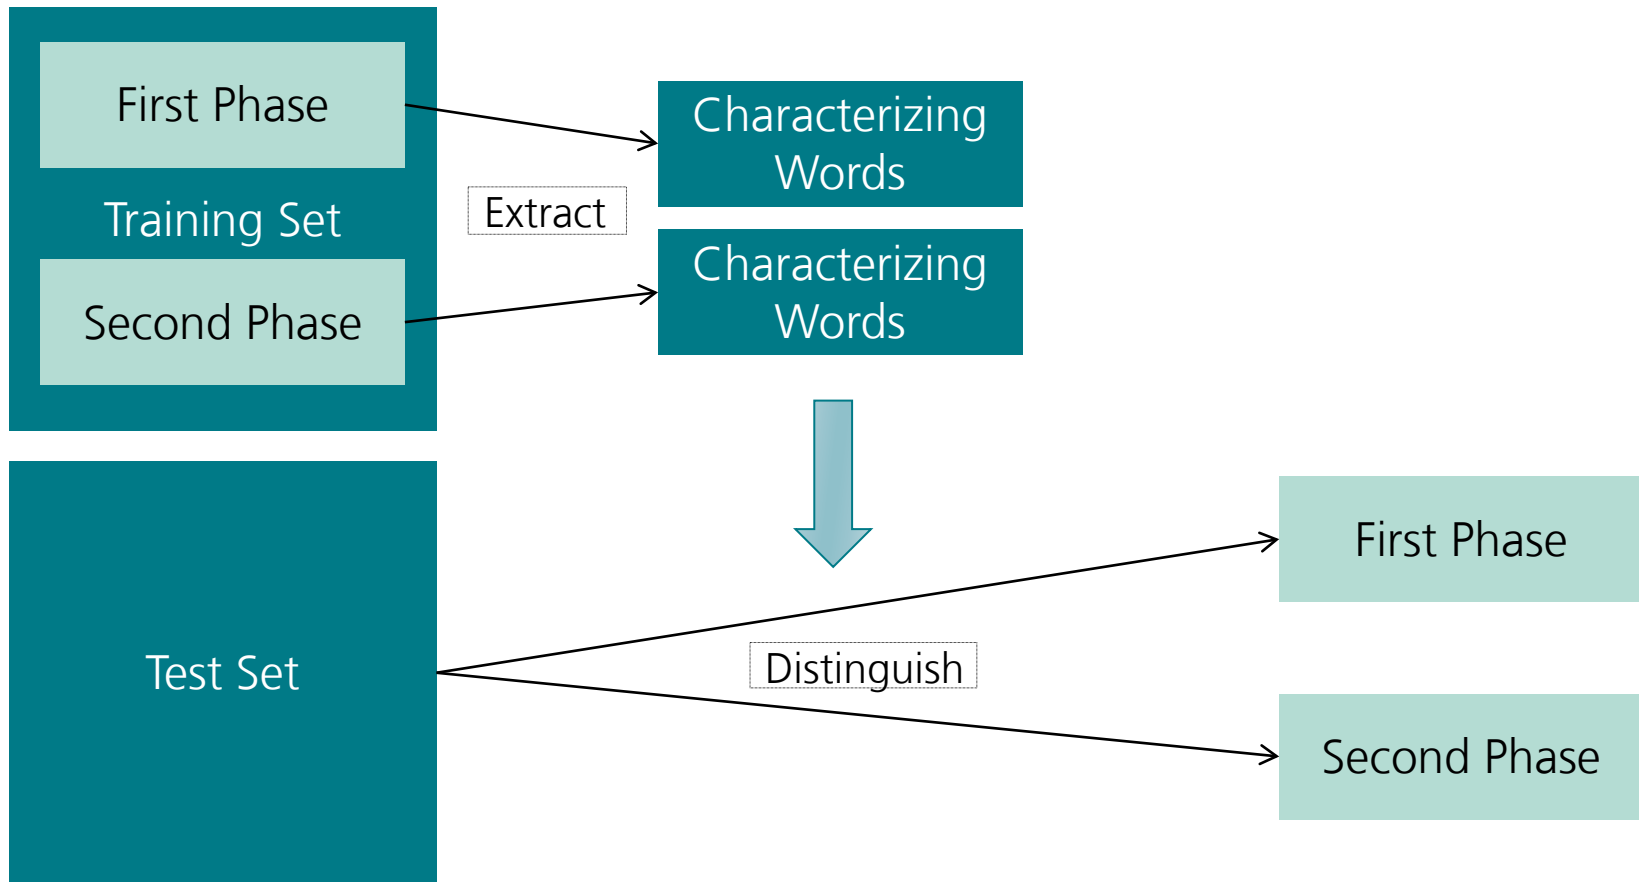 First Phase
Training Set
Second Phase
Extract
Characterizing
Words
Characterizing
Words
Test Set
Distinguish
First Phase
Second Phase